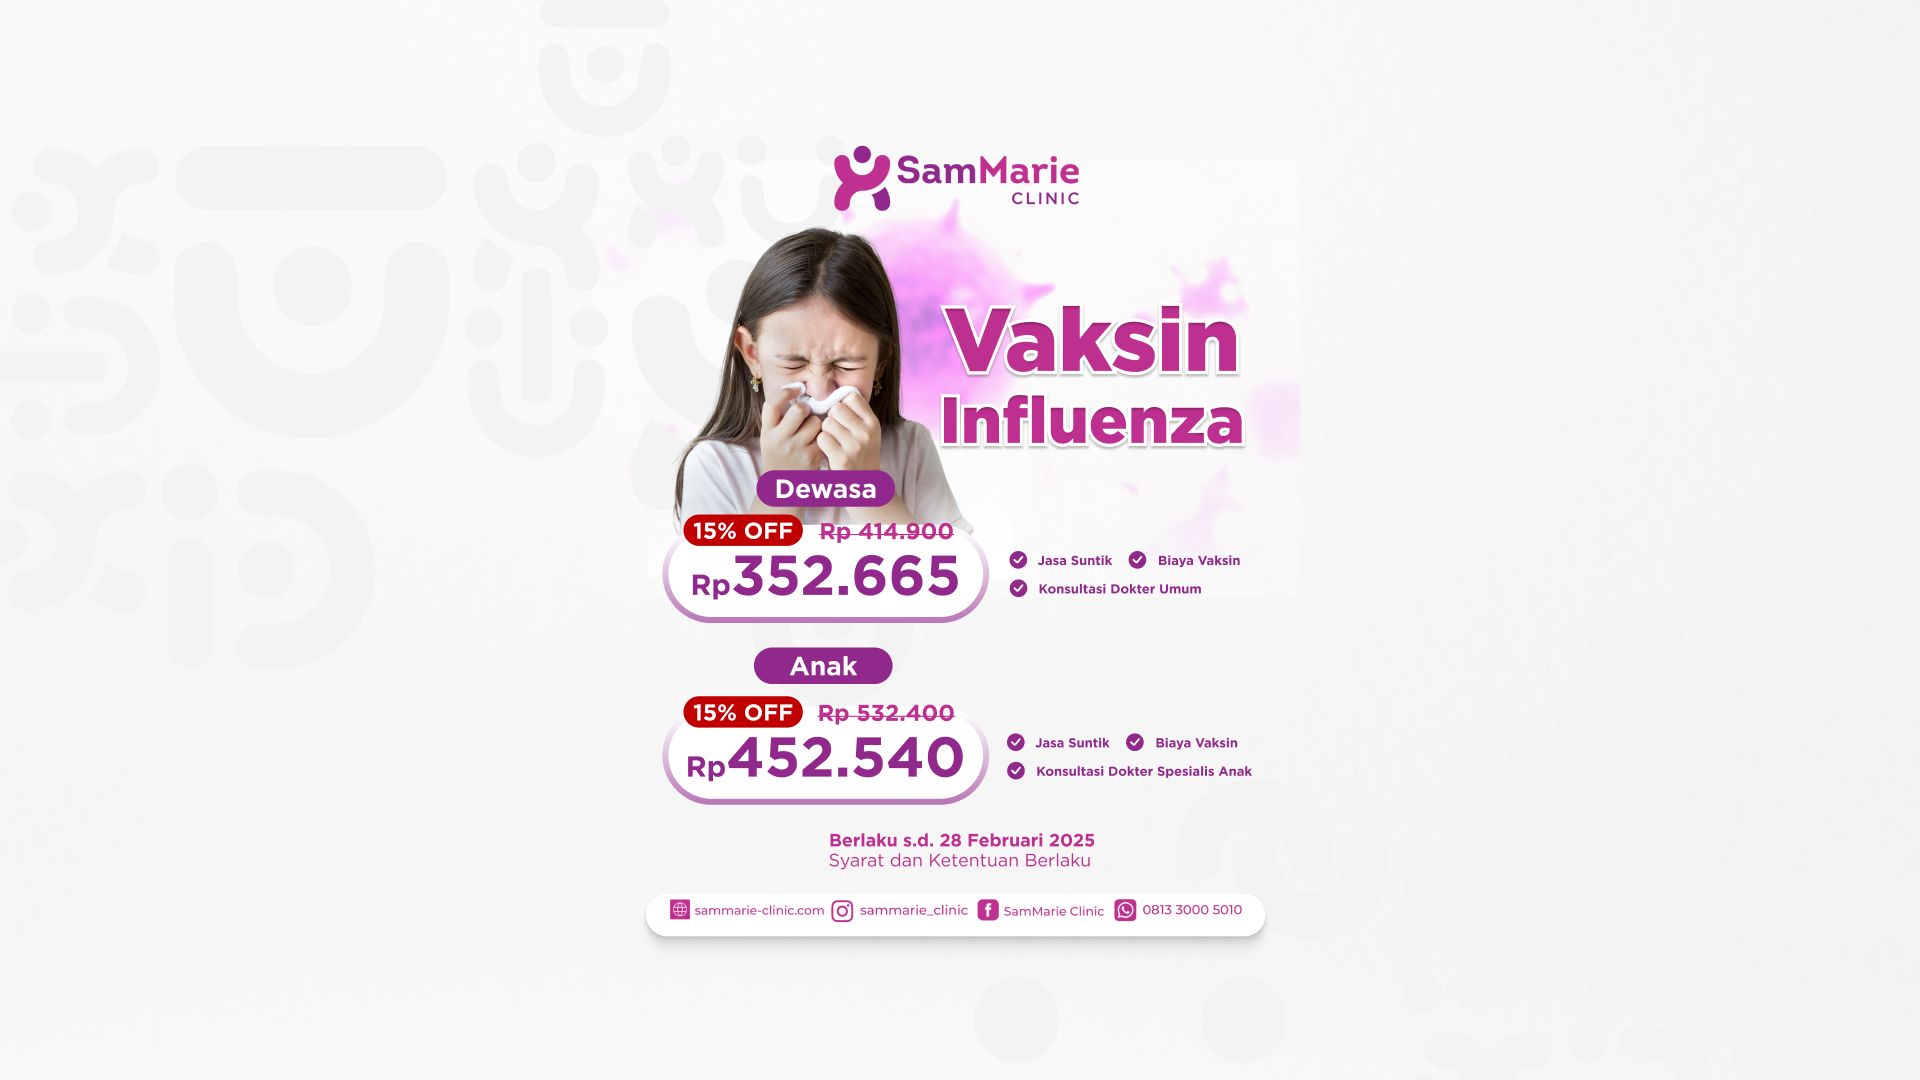 SamMarie
CLINIC
Vaksin
Influenza
Dewasa
15% OFF Rp 414.900
Rp352.665
Jasa Suntik Biaya Vaksin
Konsultasi Dokter Umum
Anak
15% OFF Rp 532.400
Rp452.540
Jasa Suntik Biaya Vaksin
Konsultasi Dokter Spesialis Anak
Berlaku s.d. 28 Februari 2025
Syarat dan Ketentuan Berlaku
sammarie-clinic.com sammarie_clinic SamMarie Clinic 0813 3000 5010